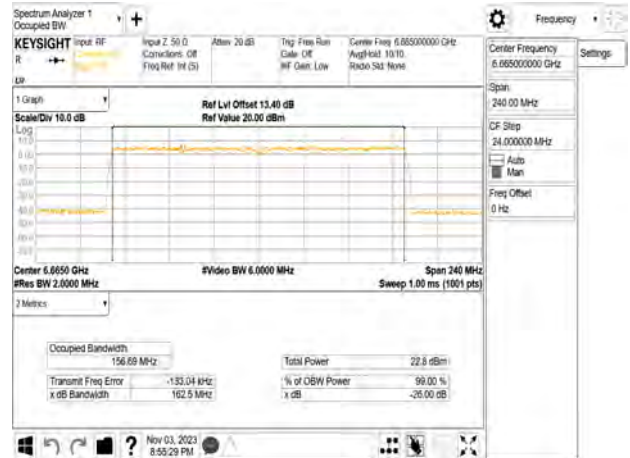 Spectrum Analyzer 1
Occupied BW
+
Frequency
KEYSIGHT Input: RF
Input Z: 50 Ω
Atten: 20 dB
Trig: Free Run
Center Freq: 6.665000000 GHz
R
Corrections: Off
Gate: Off
Avg|Hold: 10/10
Freq Ref: Int (S)
#IF Gain: Low
Radio Std: None
Center Frequency
6.665000000 GHz
Settings
Span
240.00 MHz
CF Step
24.000000 MHz
Auto
Man
Freq Offset
0 Hz
1 Graph
Ref Lvl Offset 13.40 dB
Scale/Div 10.0 dB
Ref Value 20.00 dBm
Log
Center 6.6650 GHz
#Video BW 6.0000 MHz
Span 240 MHz
#Res BW 2.0000 MHz
Sweep 1.00 ms (1001 pts)
2 Metrics
Occupied Bandwidth
156.69 MHz
Total Power
22.8 dBm
Transmit Freq Error
-133.04 kHz
% of OBW Power
99.00 %
x dB Bandwidth
162.5 MHz
x dB
-26.00 dB
?
Nov 03, 2023
8:55:29 PM